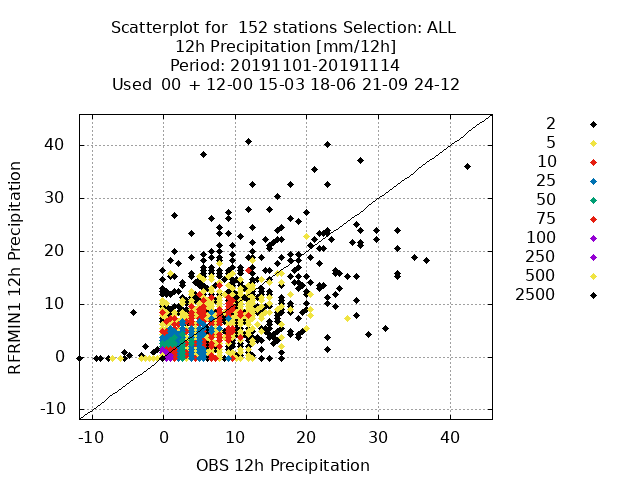 Scatterplot for  152 stations Selection: ALL
12h Precipitation [mm/12h]
Period: 20191101-20191114
Used  00 + 12-00 15-03 18-06 21-09 24-12
2
5
10
25
50
75
100
250
500
2500
40
30
20
10
0
-10
RFRMIN1 12h Precipitation
-10 0 10 20 30 40
OBS 12h Precipitation